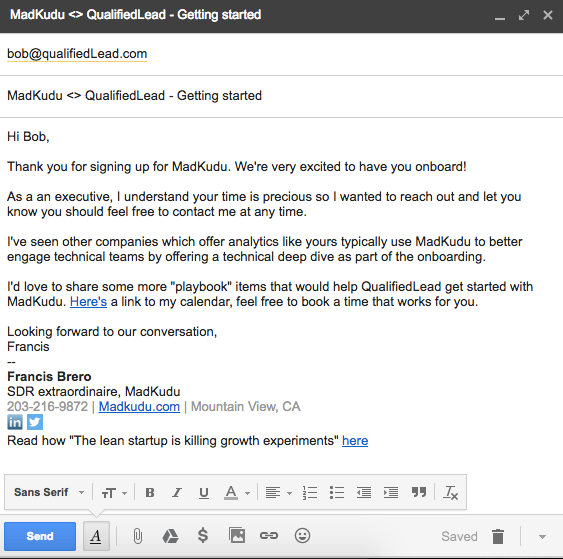 MadKudu <> QualifiedLead - Getting started
bob@qualifiedLead.com
MadKudu <> QualifiedLead - Getting started
Hi Bob,
Thank you for signing up for MadKudu. We're very excited to have you onboard!
As a an executive, I understand your time is precious so I wanted to reach out and let you
know you should feel free to contact me at any time.
I've seen other companies which offer analytics like yours typically use MadKudu to better
engage technical teams by offering a technical deep dive as part of the onboarding.
I'd love to share some more "playbook" items that would help QualifiedLead get started with
MadKudu. Here's a link to my calendar, feel free to book a time that works for you.
Looking forward to our conversation,
Francis
--
Francis Brero
SDR extraordinaire, MadKudu
203-216-9872 | Madkudu.com | Mountain View, CA
in
Read how "The lean startup is killing growth experiments" here
Sans Serif TT B I U A Tx
Send A $ Saved